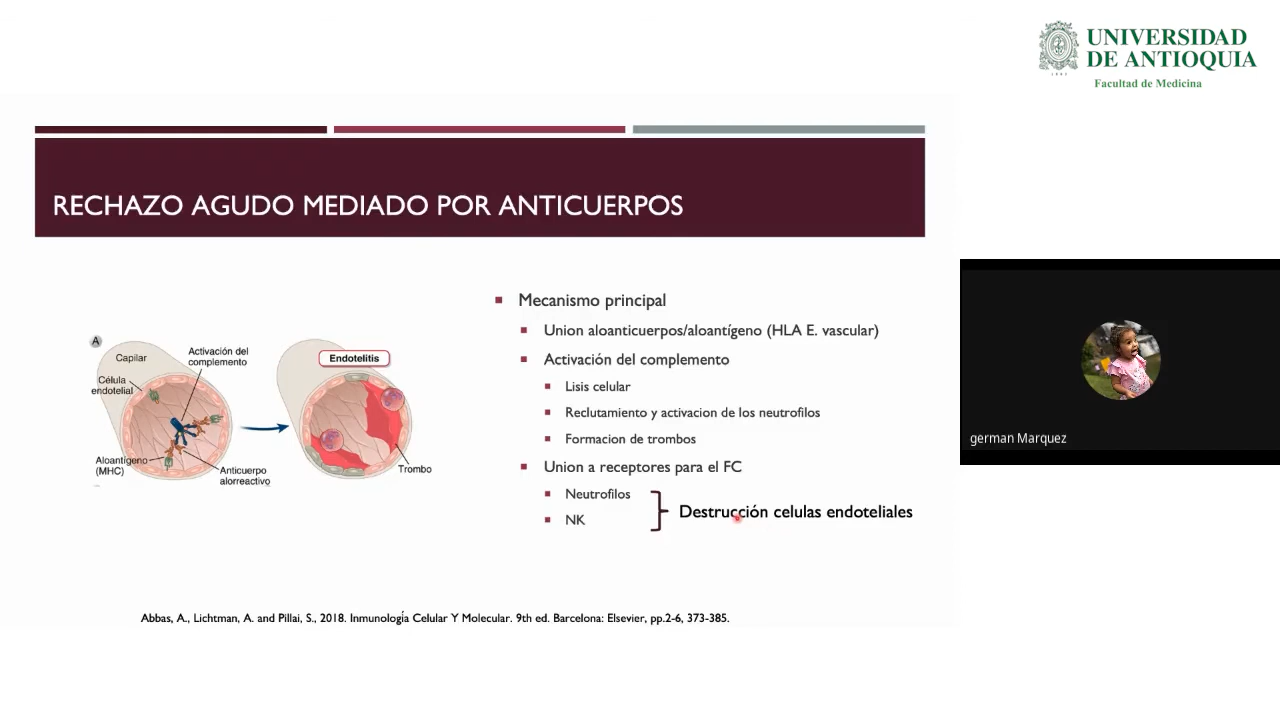 UNIVERSIDAD
DE ANTIOQUIA
Facultad de Medicina
RECHAZO AGUDO MEDIADO POR ANTICUERPOS
Mecanismo principal
Union aloanticuerpos/aloantígeno (HLA E. vascular)
Activación del complemento
Lisis celular
Reclutamiento y activacion de los neutrofilos
Formacion de trombos
Union a receptores para el FC
Neutrofilos
NK
Destrucción celulas endoteliales
A
Capilar
Activación del
complemento
Célula
endotelial
Aloantígeno
(MHC)
Anticuerpo
alorreactivo
Endotelitis
Trombo
german Marquez
Abbas, A., Lichtman, A. and Pillai, S., 2018. Inmunología Celular Y Molecular. 9th ed. Barcelona: Elsevier, pp.2-6, 373-385.